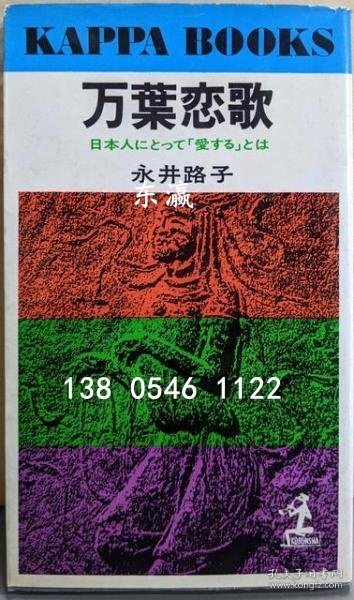 KAPPA BOOKS
万葉恋歌
日本人にとって「愛する」とは
永井路子
东瀛
138 0546 1122
KOBUNSHA
孔夫子旧书网